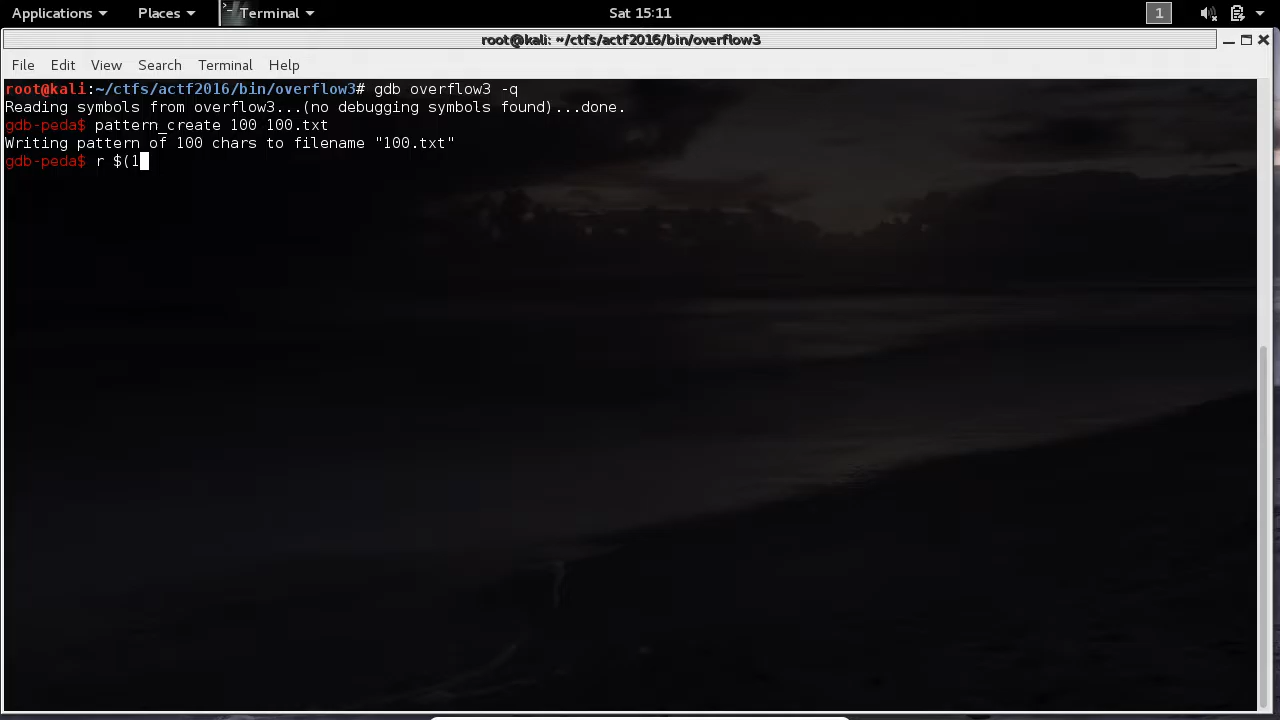 Applications Places Terminal Sat 15:11 1
root@kali: ~/ctfs/actf2016/bin/overflow3
File Edit View Search Terminal Help
root@kali:~/ctfs/actf2016/bin/overflow3# gdb overflow3 -q
Reading symbols from overflow3...(no debugging symbols found)...done.
gdb-peda$ pattern_create 100 100.txt
Writing pattern of 100 chars to filename "100.txt"
gdb-peda$ r $(1